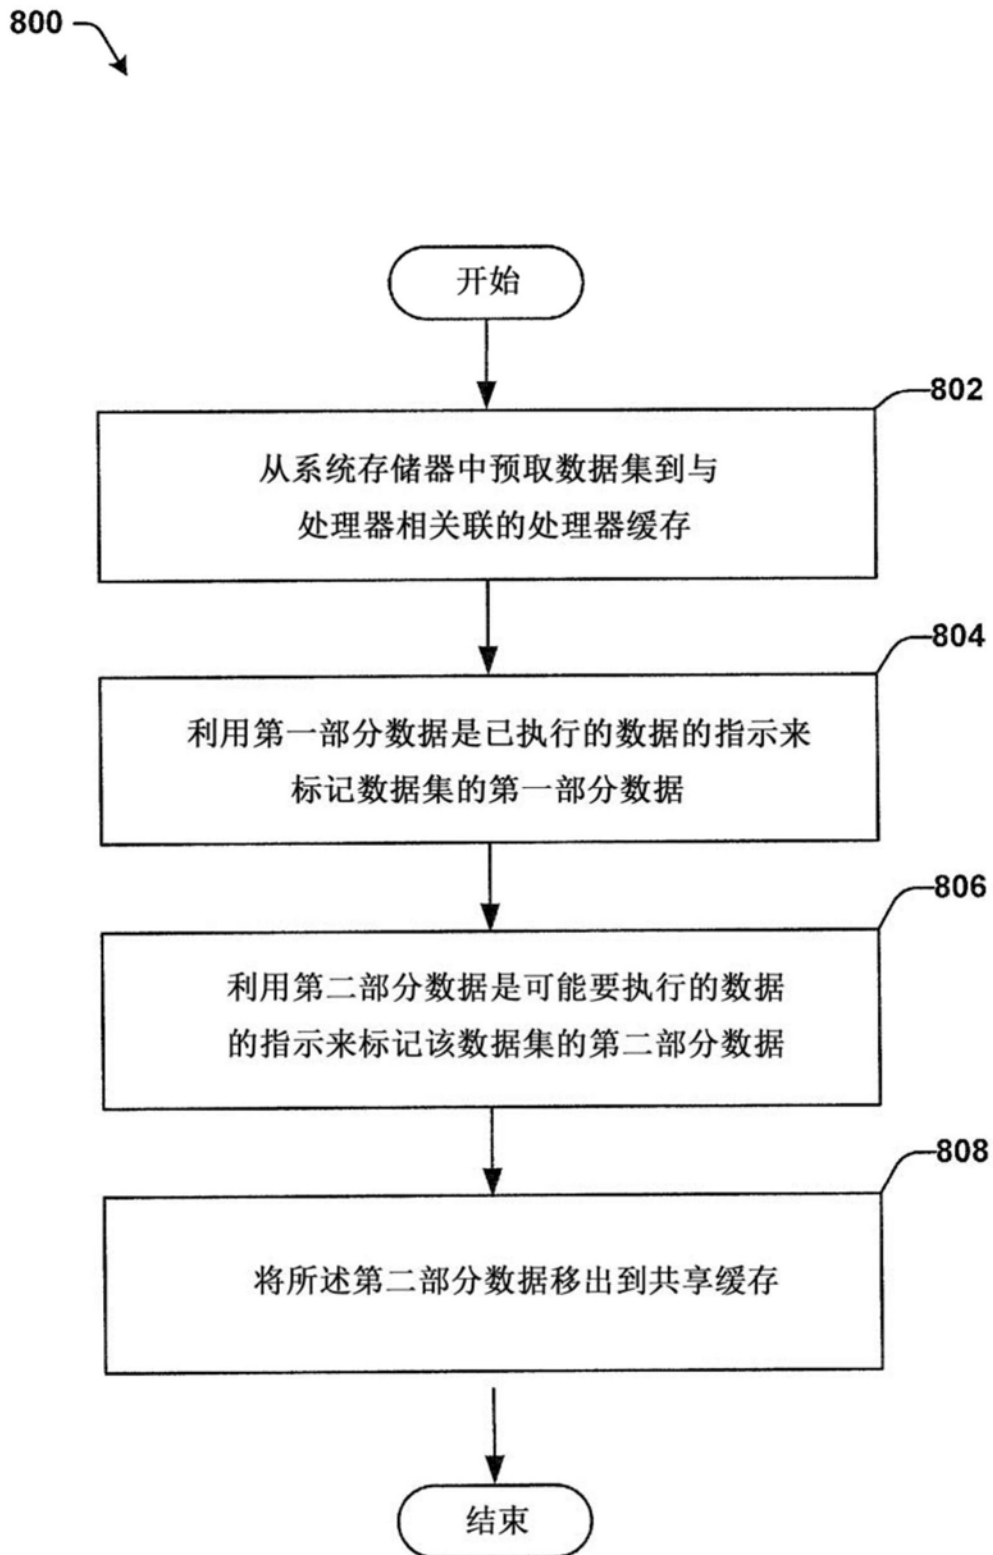 800
开始
802
从系统存储器中预取数据集到与
处理器相关联的处理器缓存
804
利用第一部分数据是已执行的数据的指示来
标记数据集的第一部分数据
806
利用第二部分数据是可能要执行的数据
的指示来标记该数据集的第二部分数据
808
将所述第二部分数据移出到共享缓存
结束